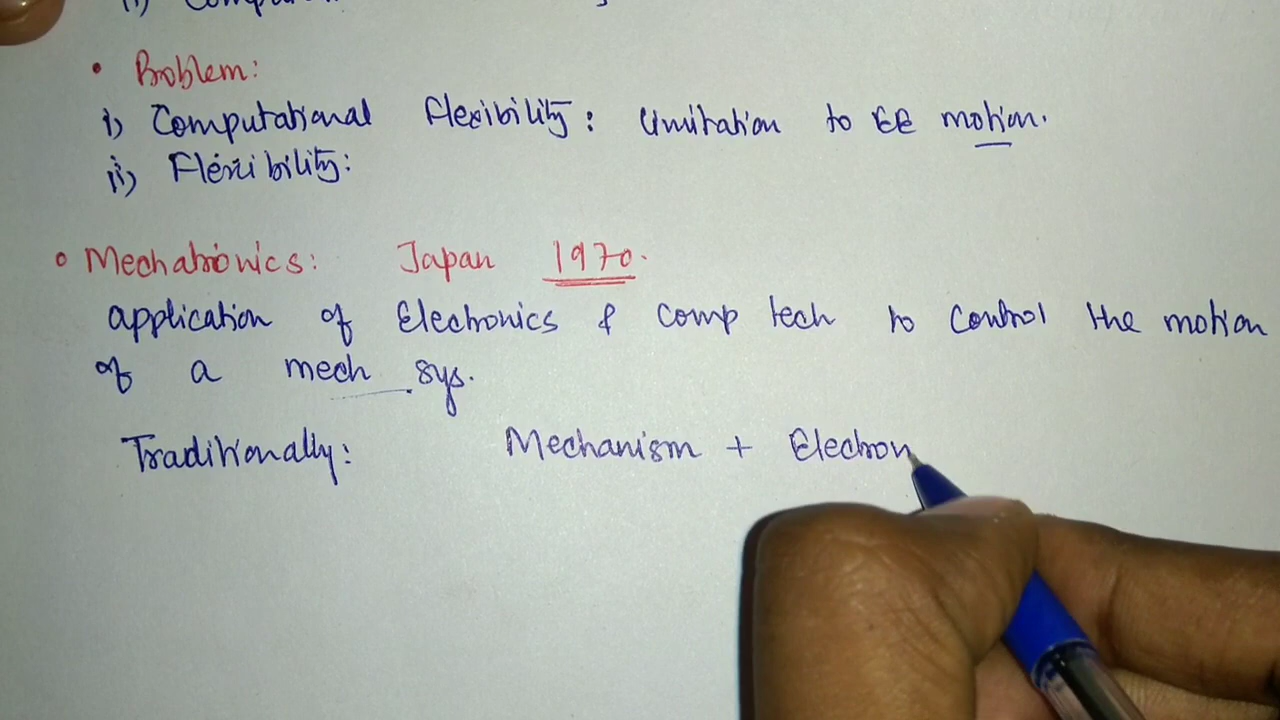 • Problem:
i) Computational Flexibility: limitation to EE motion.
ii) Flexibility:
• Mechatronics: Japan 1970.
application of Electronics & comp tech to control the motion
of a mech sys.
Traditionally: Mechanism + Electron